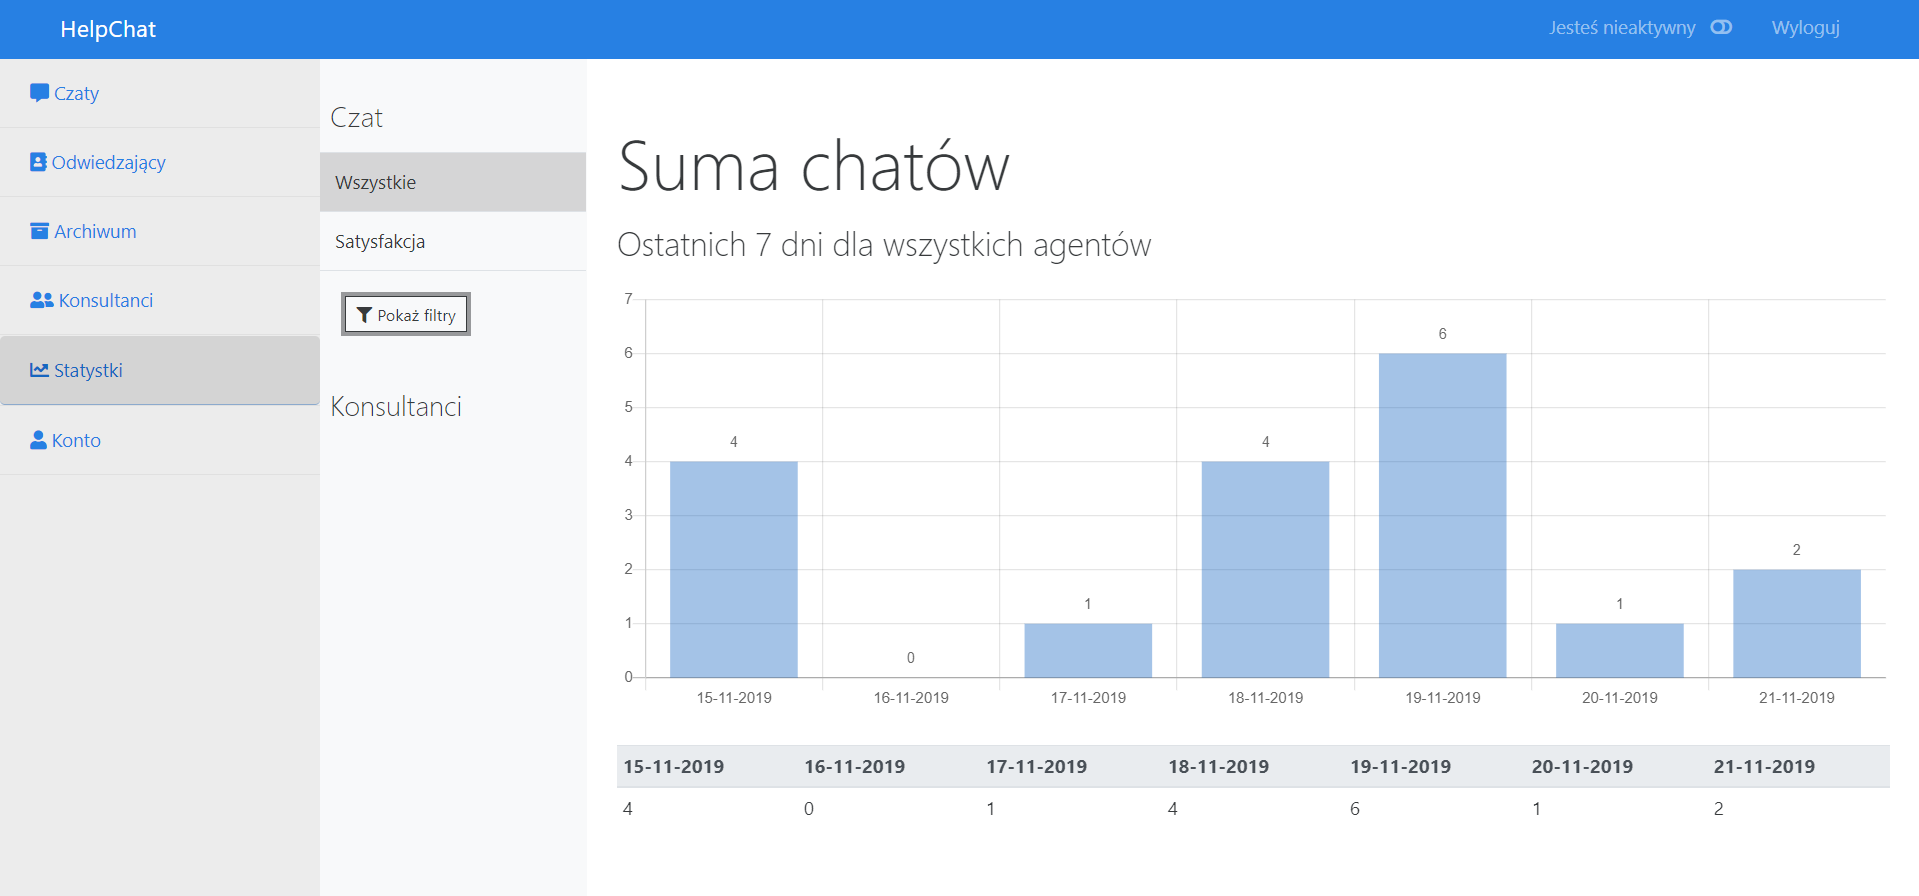 HelpChat
Jesteś nieaktywny
Wyloguj
Czaty
Odwiedzający
Archiwum
Konsultanci
Statystki
Konto
Czat
Wszystkie
Satysfakcja
Pokaż filtry
Konsultanci
Suma chatów
Ostatnich 7 dni dla wszystkich agentów
7
6
5
4
3
2
1
0
4
0
1
4
6
1
2
15-11-2019 16-11-2019 17-11-2019 18-11-2019 19-11-2019 20-11-2019 21-11-2019
15-11-2019 16-11-2019 17-11-2019 18-11-2019 19-11-2019 20-11-2019 21-11-2019
4 0 1 4 6 1 2